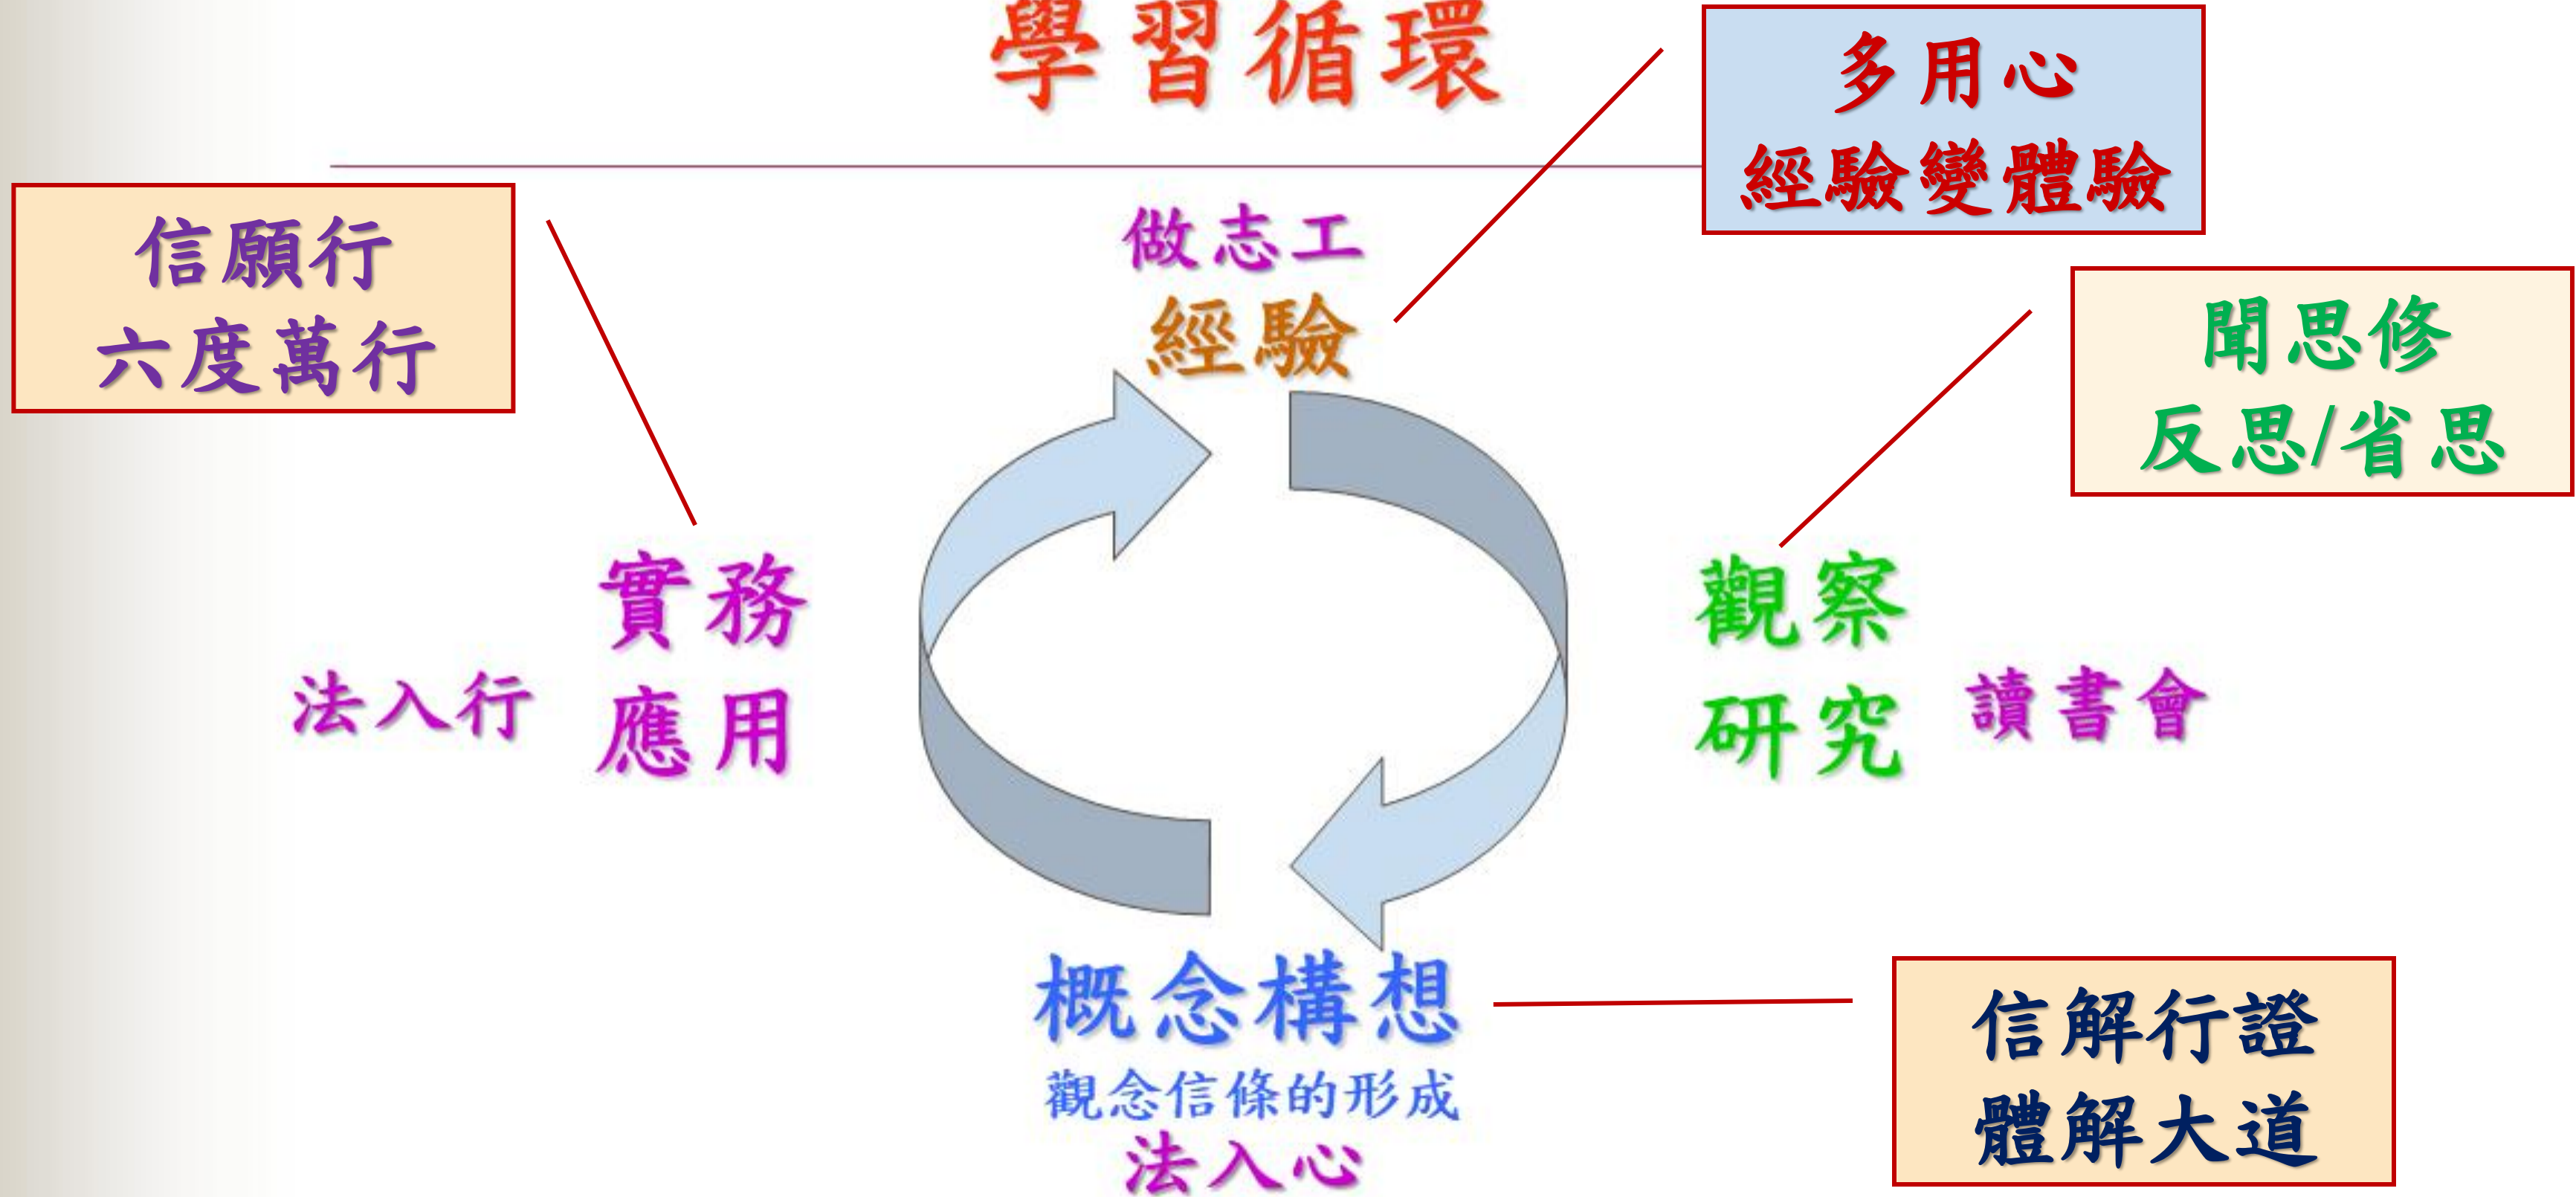 學習循環
多用心
經驗變體驗
信願行
六度萬行
做志工
經驗
聞思修
反思/省思
實務
應用
法入行
觀察
研究
讀書會
概念構想
觀念信條的形成
法入心
信解行證
體解大道